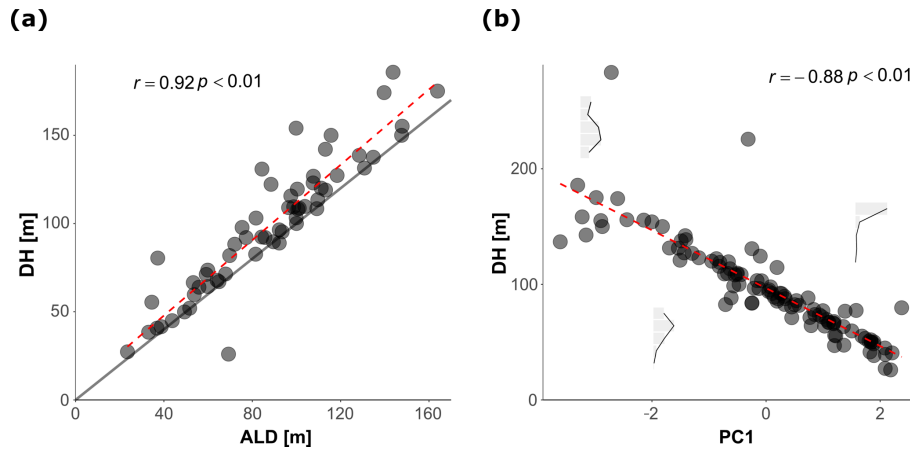 (a)
r = 0.92 p < 0.01
DH [m]
150
100
50
0
0 40 80 120 160
ALD [m]
(b)
r = − 0.88 p < 0.01
DH [m]
200
100
0
-2 0 2
PC1